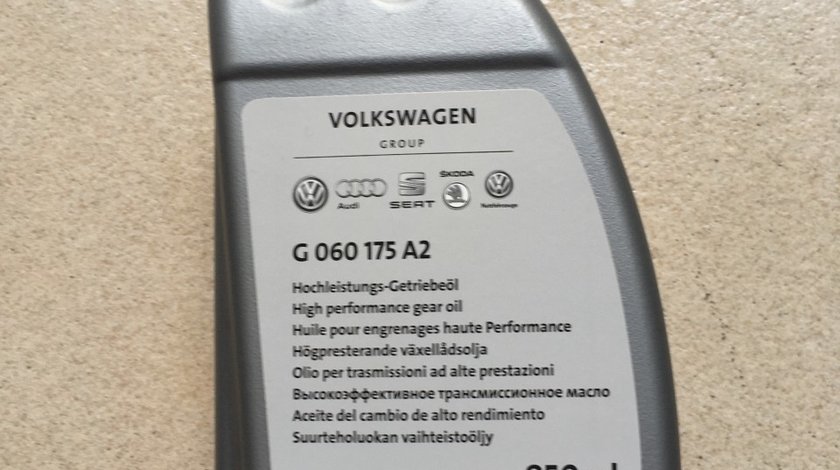 VOLKSWAGEN
GROUP
Audi SEAT ŠKODA Nutzfahrzeuge
G 060 175 A2
Hochleistungs-Getriebeöl
High performance gear oil
Huile pour engrenages haute Performance
Högpresterande växellådsolja
Olio per trasmissioni ad alte prestazioni
Высокоэффективное трансмиссионное масло
Aceite del cambio de alto rendimiento
Suurteholuokan vaihteistoöljy